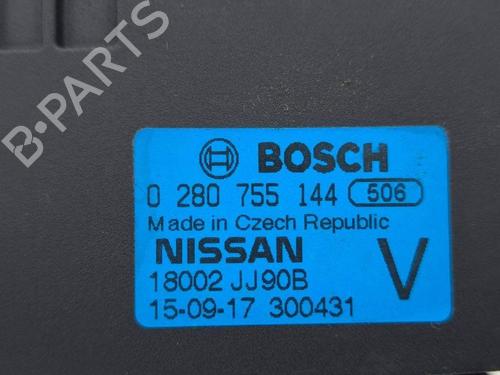 B-PARTS
BOSCH
0 280 755 144 506
Made in Czech Republic
NISSAN
18002 JJ90B V
15-09-17 300431